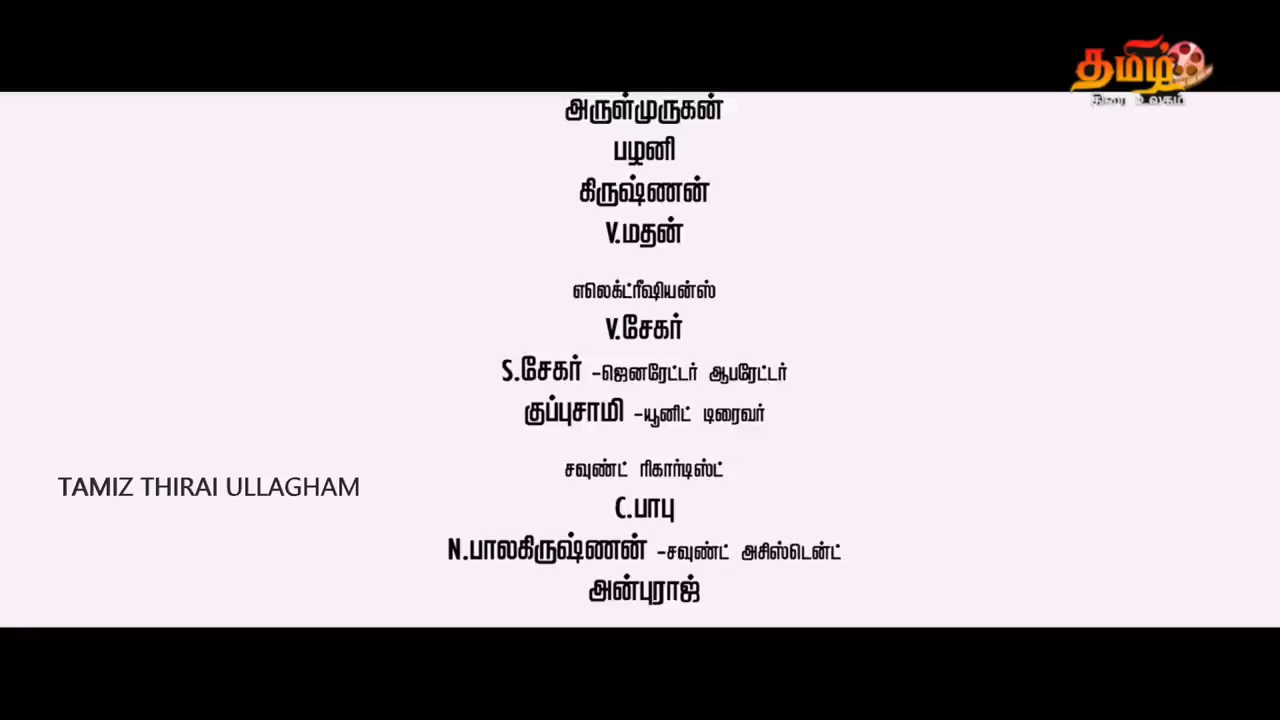 தமிழ்
திரை உலகம்
அருள்முருகன்
பழனி
கிருஷ்ணன்
V.மதன்
எலெக்ட்ரீஷியன்ஸ்
V.சேகர்
S.சேகர் -ஜெனரேட்டர் ஆபரேட்டர்
குப்புசாமி -யூனிட் டிரைவர்
சவுண்ட் ரிகார்டிஸ்ட்
TAMIZ THIRAI ULLAGHAM
C.பாபு
N.பாலகிருஷ்ணன் -சவுண்ட் அசிஸ்டென்ட்
அன்புராஜ்